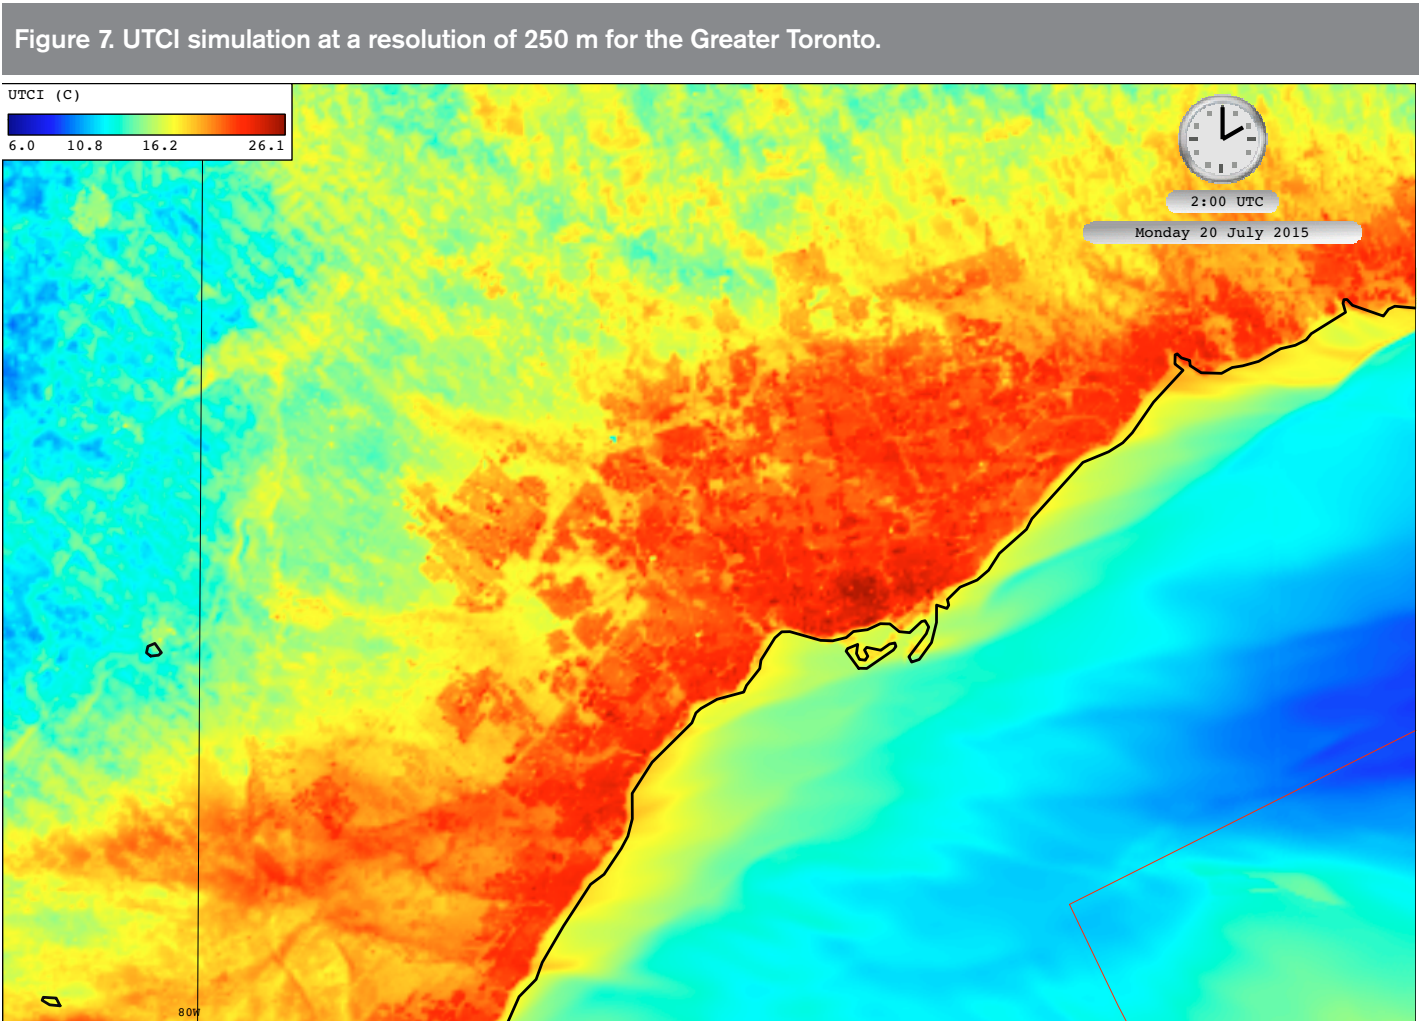 Figure 7. UTCI simulation at a resolution of 250 m for the Greater Toronto.
UTCI (C)
6.0 10.8 16.2 26.1
2:00 UTC
Monday 20 July 2015
80W